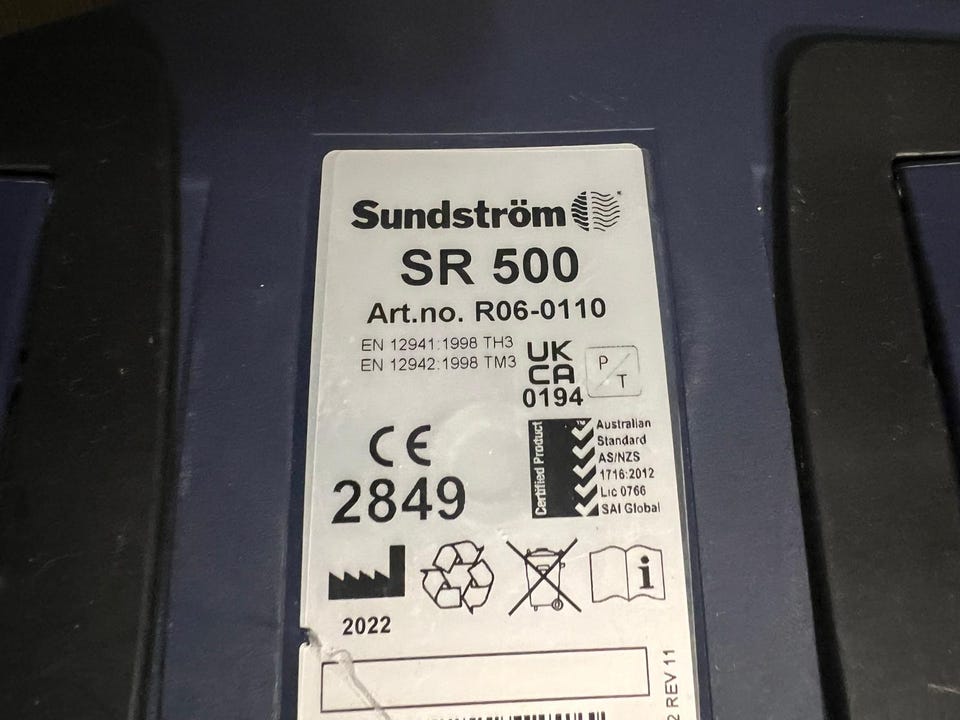 Sundström
SR 500
Art.no. R06-0110
EN 12941:1998 TH3
EN 12942:1998 TM3
UK
CA
0194
P
T
CE
2849
Certified Product
Australian
Standard
AS/NZS
1716:2012
Lic 0766
SAI Global
i
2022
2 REV 11